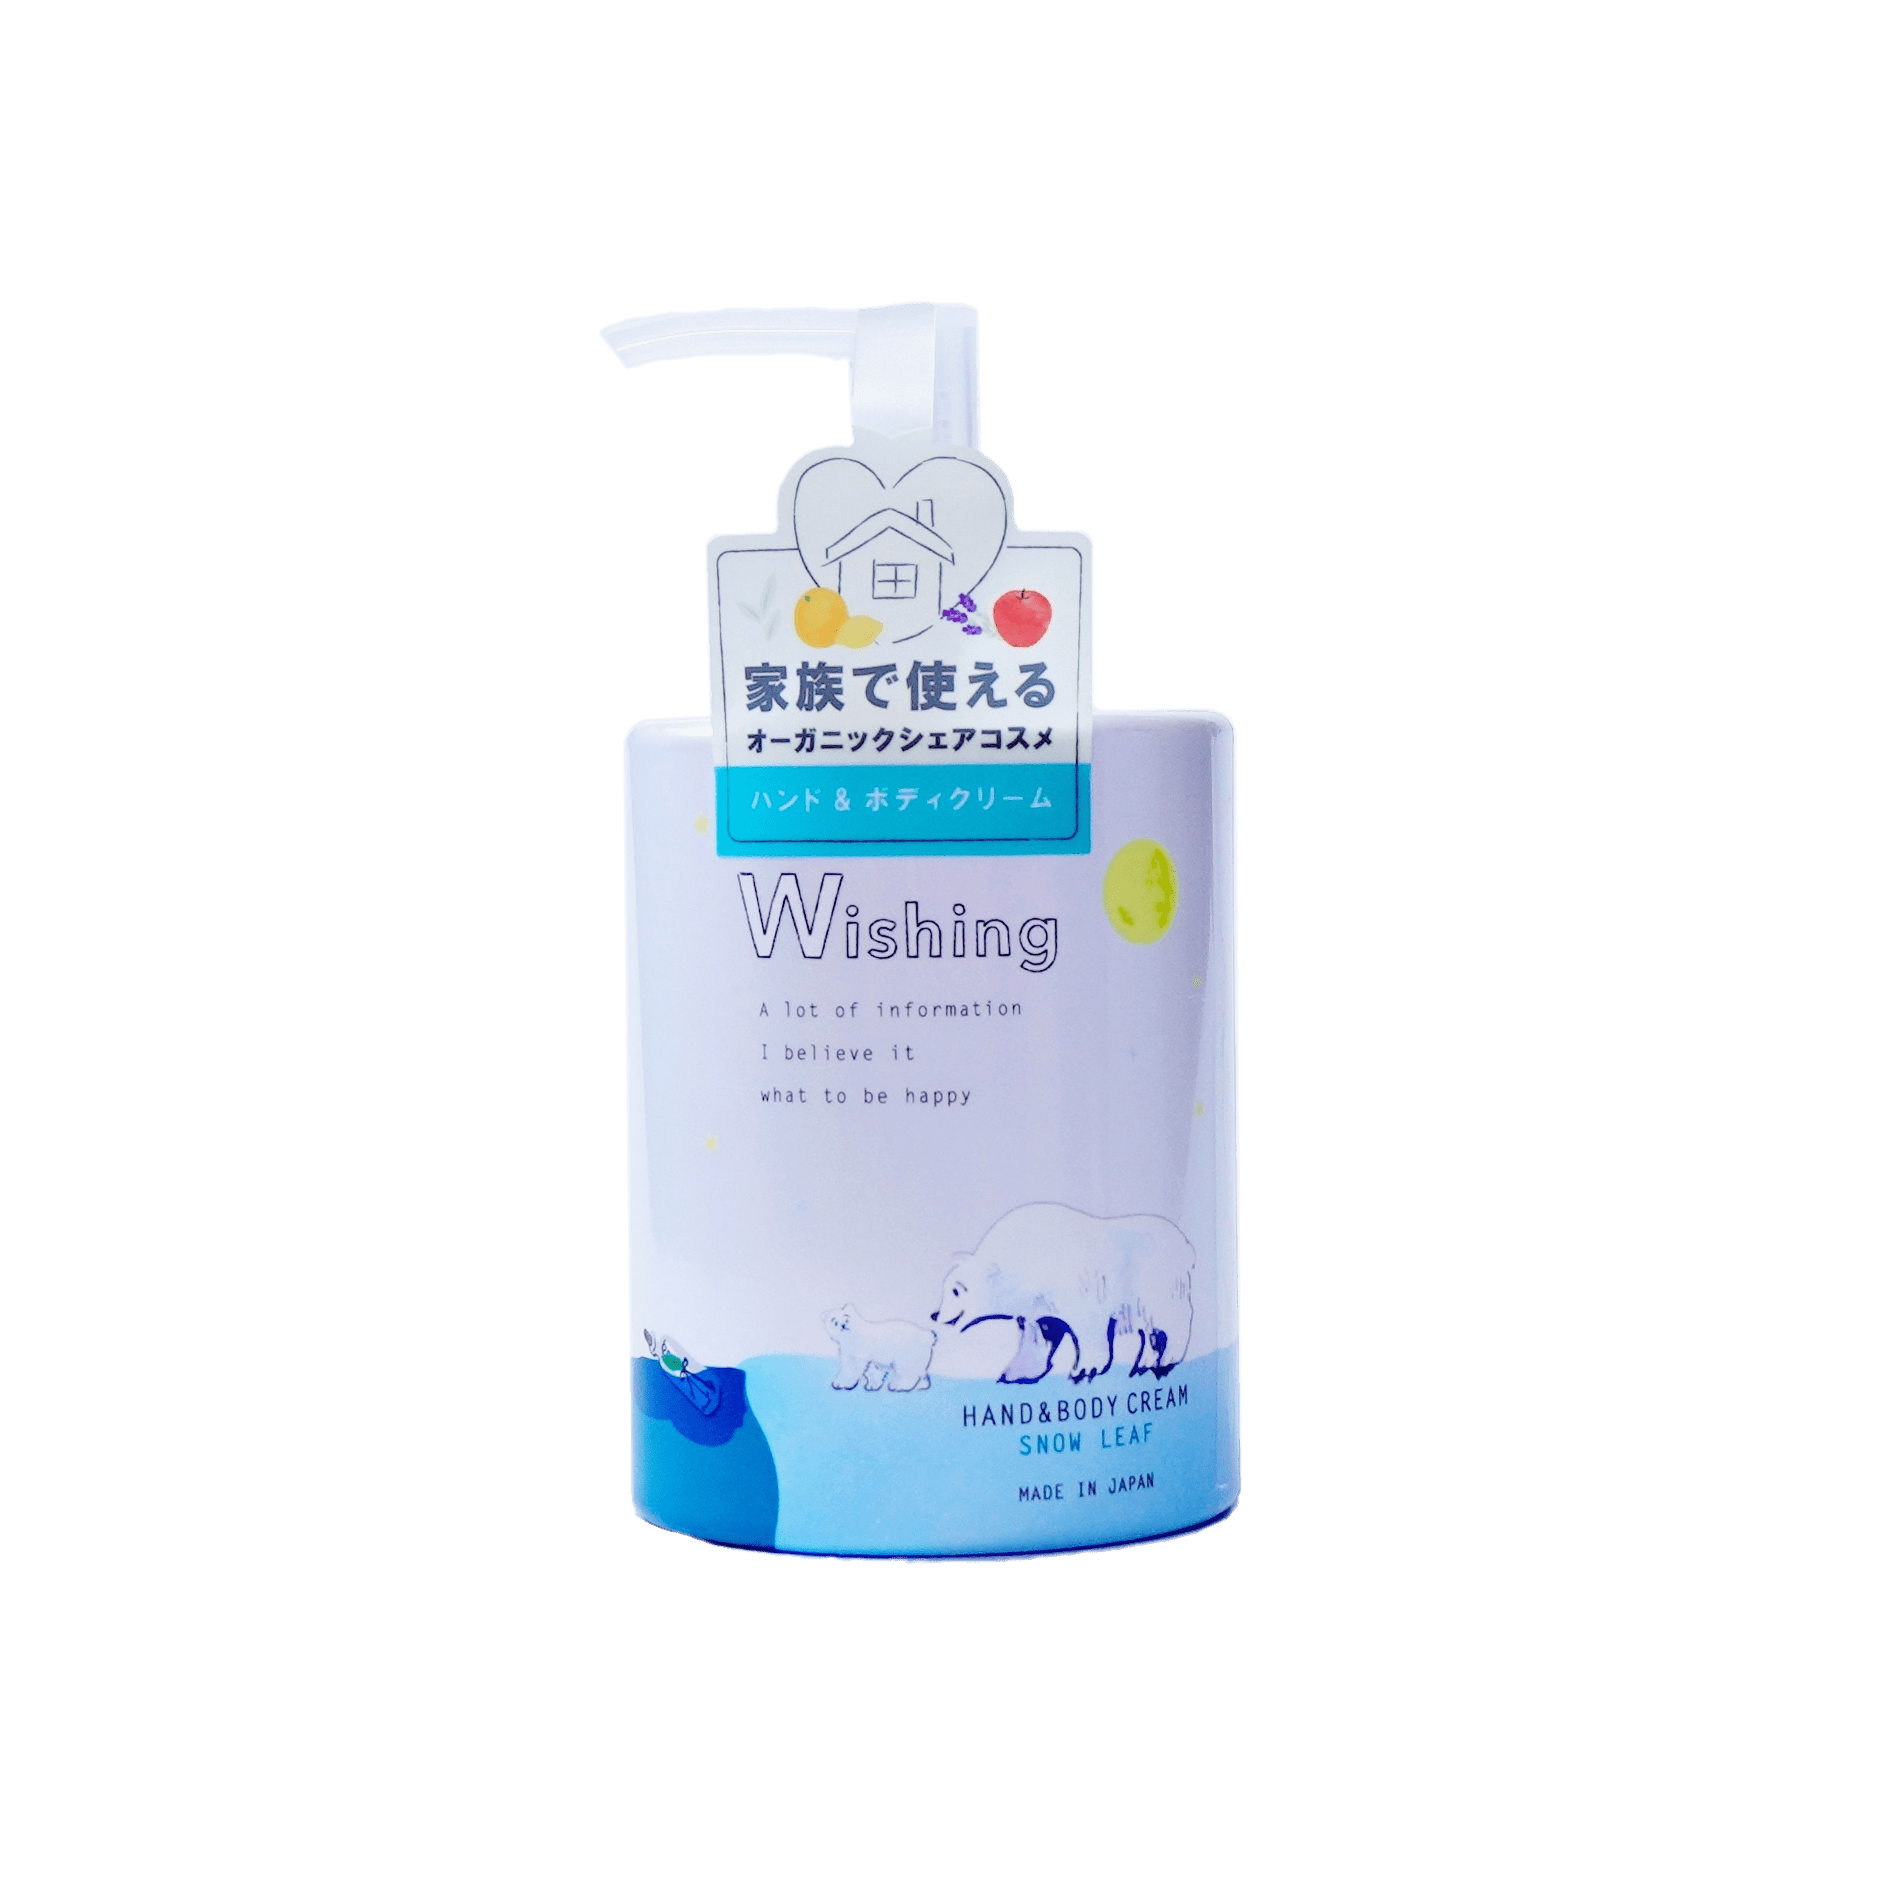 家族で使える
オーガニックシェアコスメ
ハンド & ボディクリーム
Wishing
A lot of information
I believe it
what to be happy
HAND&BODY CREAM
SNOW LEAF
MADE IN JAPAN